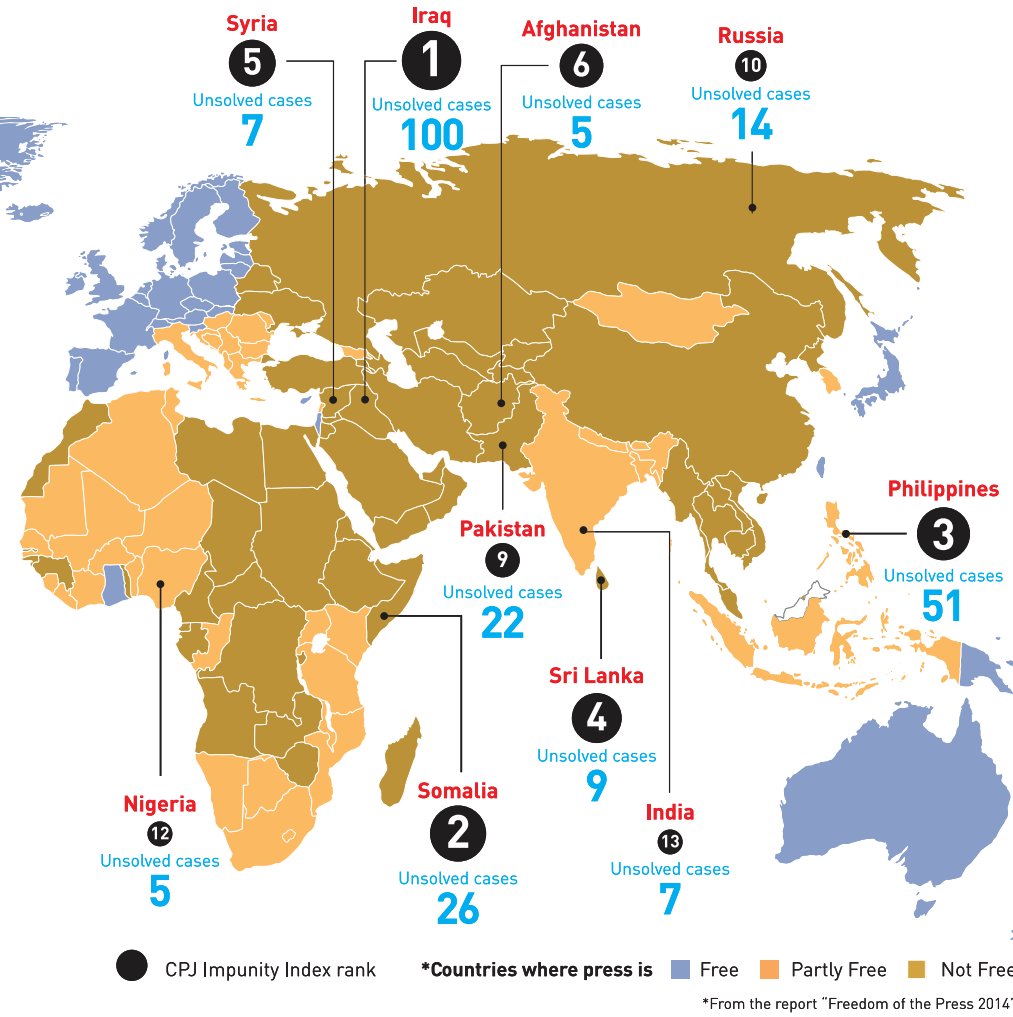 Syria
5
Unsolved cases
7
Iraq
1
Unsolved cases
100
Afghanistan
6
Unsolved cases
5
Russia
10
Unsolved cases
14
Philippines
3
Unsolved cases
51
Pakistan
9
Unsolved cases
22
Sri Lanka
4
Unsolved cases
9
Nigeria
12
Unsolved cases
5
Somalia
2
Unsolved cases
26
India
13
Unsolved cases
7
CPJ Impunity Index rank
*Countries where press is
Free
Partly Free
Not Free
*From the report "Freedom of the Press 2014"